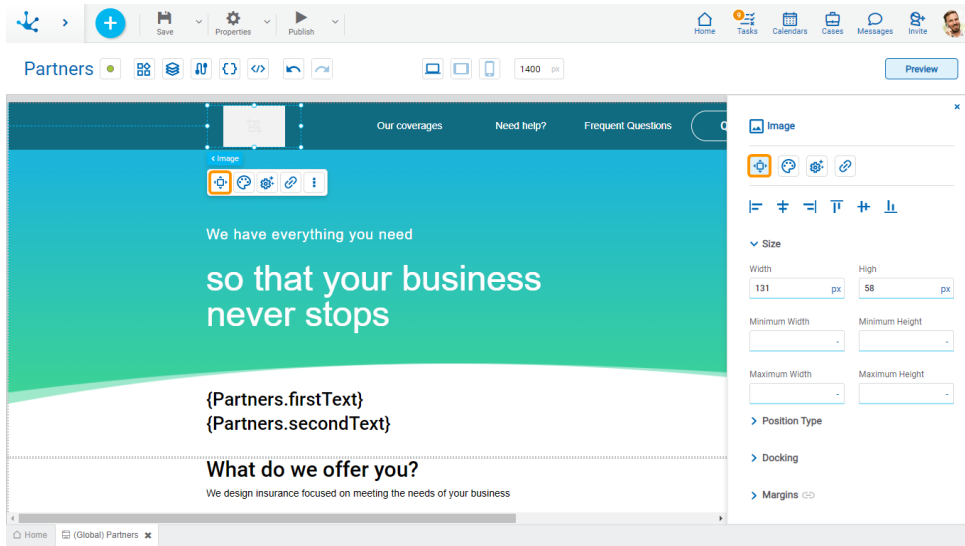 Save
Properties
Publish
Home
9
Tasks
Calendars
Cases
Messages
Invite
Partners
1400 px
Preview
Our coverages
Need help?
Frequent Questions
Image
Image
We have everything you need
so that your business
never stops
{Partners.firstText}
{Partners.secondText}
What do we offer you?
We design insurance focused on meeting the needs of your business
Size
Width
High
131 px
58 px
Minimum Width
Minimum Height
-
-
Maximum Width
Maximum Height
-
-
Position Type
Docking
Margins
Home
(Global) Partners